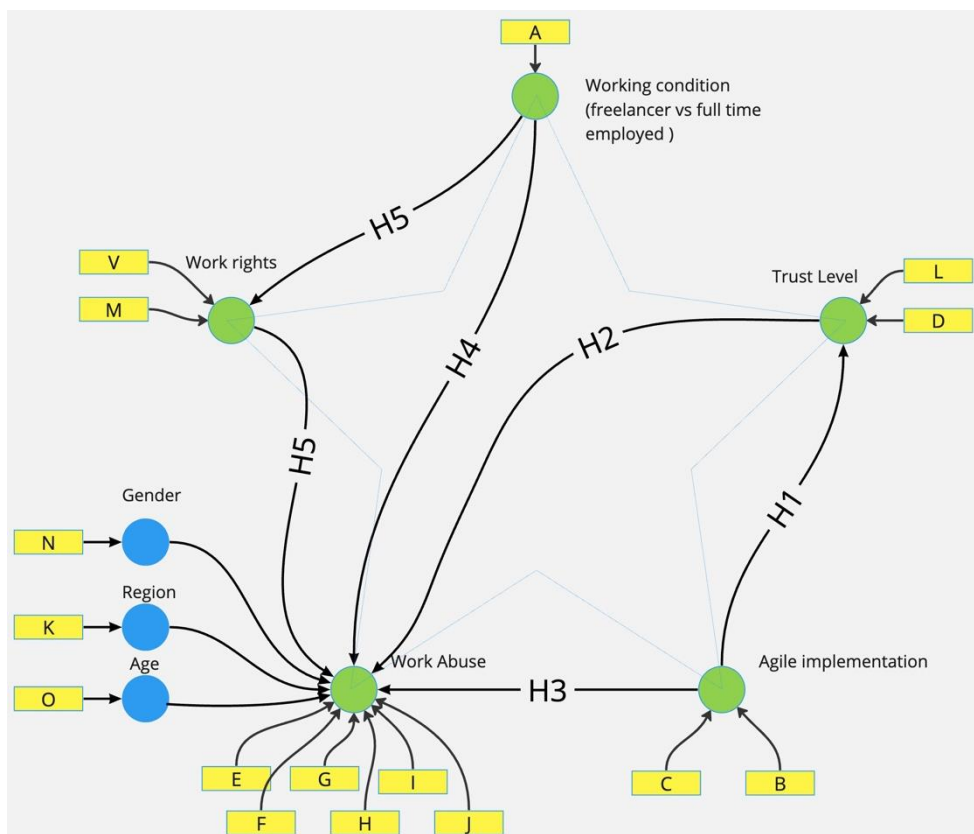 A
Working condition
(freelancer vs full time
employed )
H5
V
Work rights
M
L
Trust Level
D
H2
H4
H5
H1
Gender
N
Region
K
Age
O
Work Abuse
Agile implementation
H3
E
G
I
C
B
F
H
J